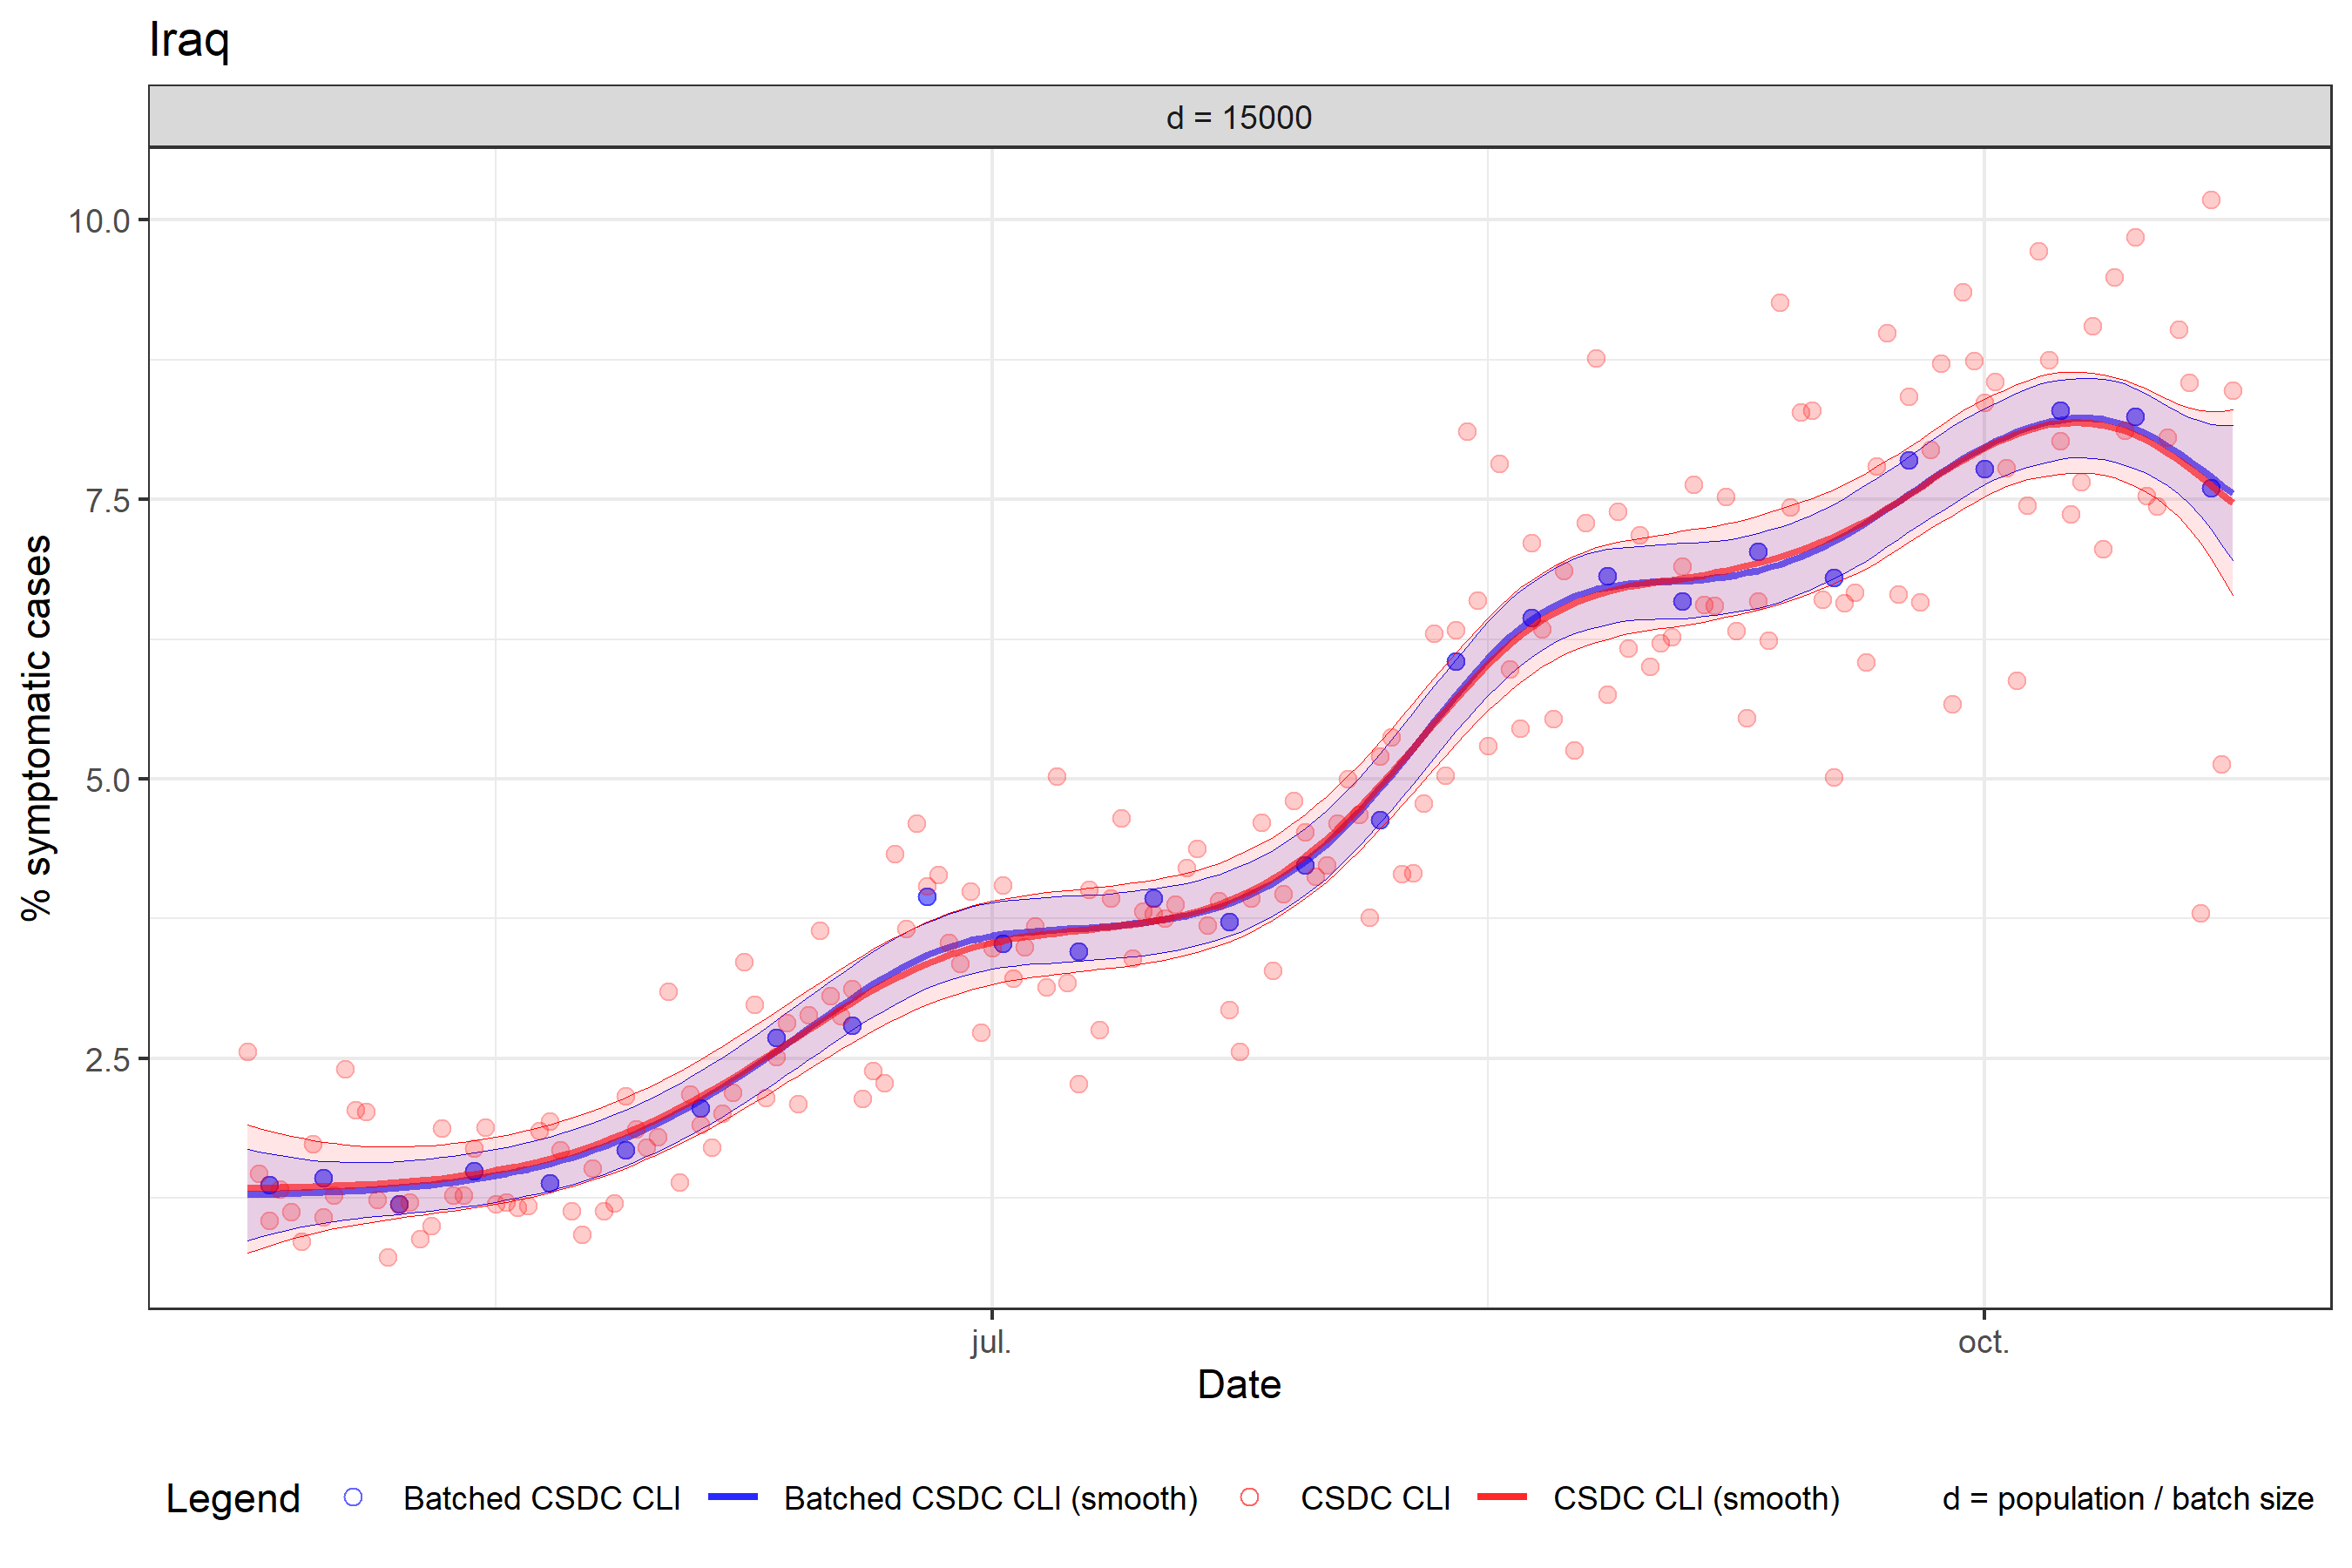 Iraq
d = 15000
10.0
7.5
5.0
2.5
% symptomatic cases
jul.
oct.
Date
Legend Batched CSDC CLI Batched CSDC CLI (smooth) CSDC CLI CSDC CLI (smooth) d = population / batch size